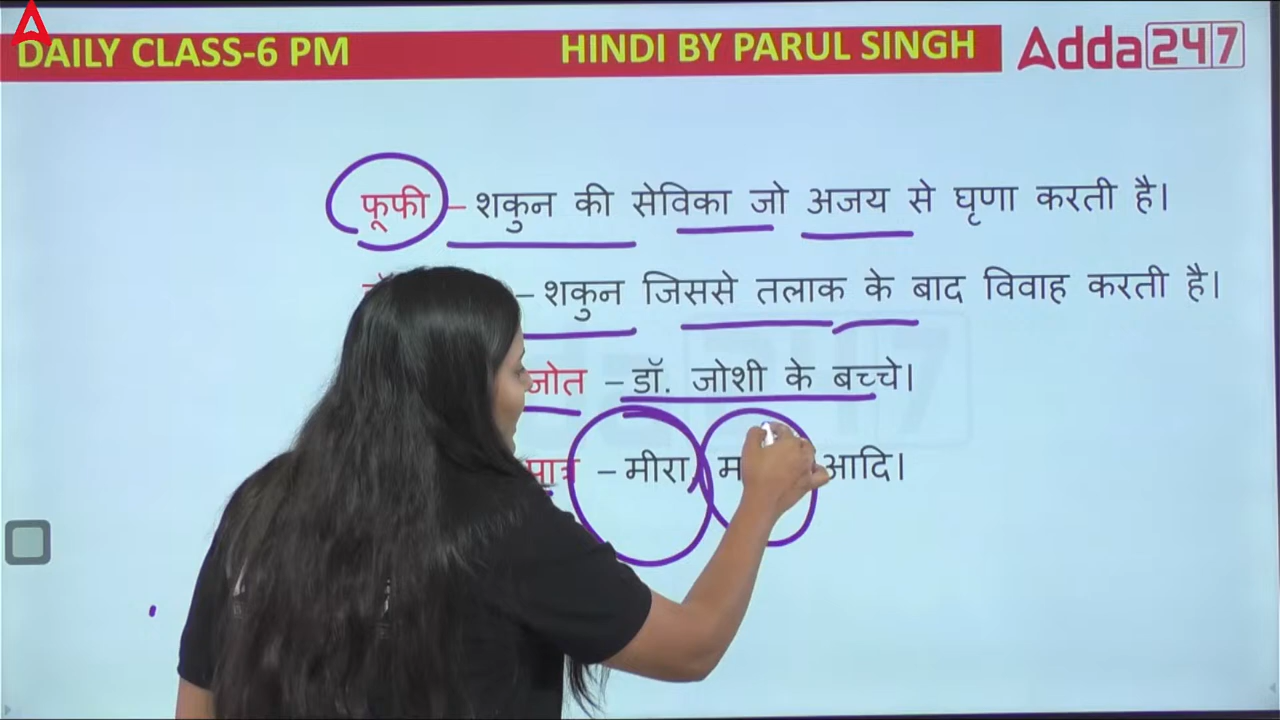 DAILY CLASS-6 PM HINDI BY PARUL SINGH Adda247
फूफी – शकुन की सेविका जो अजय से घृणा करती है।
– शकुन जिससे तलाक के बाद विवाह करती है।
जोत – डॉ. जोशी के बच्चे।
पात्र – मीरा, आदि।